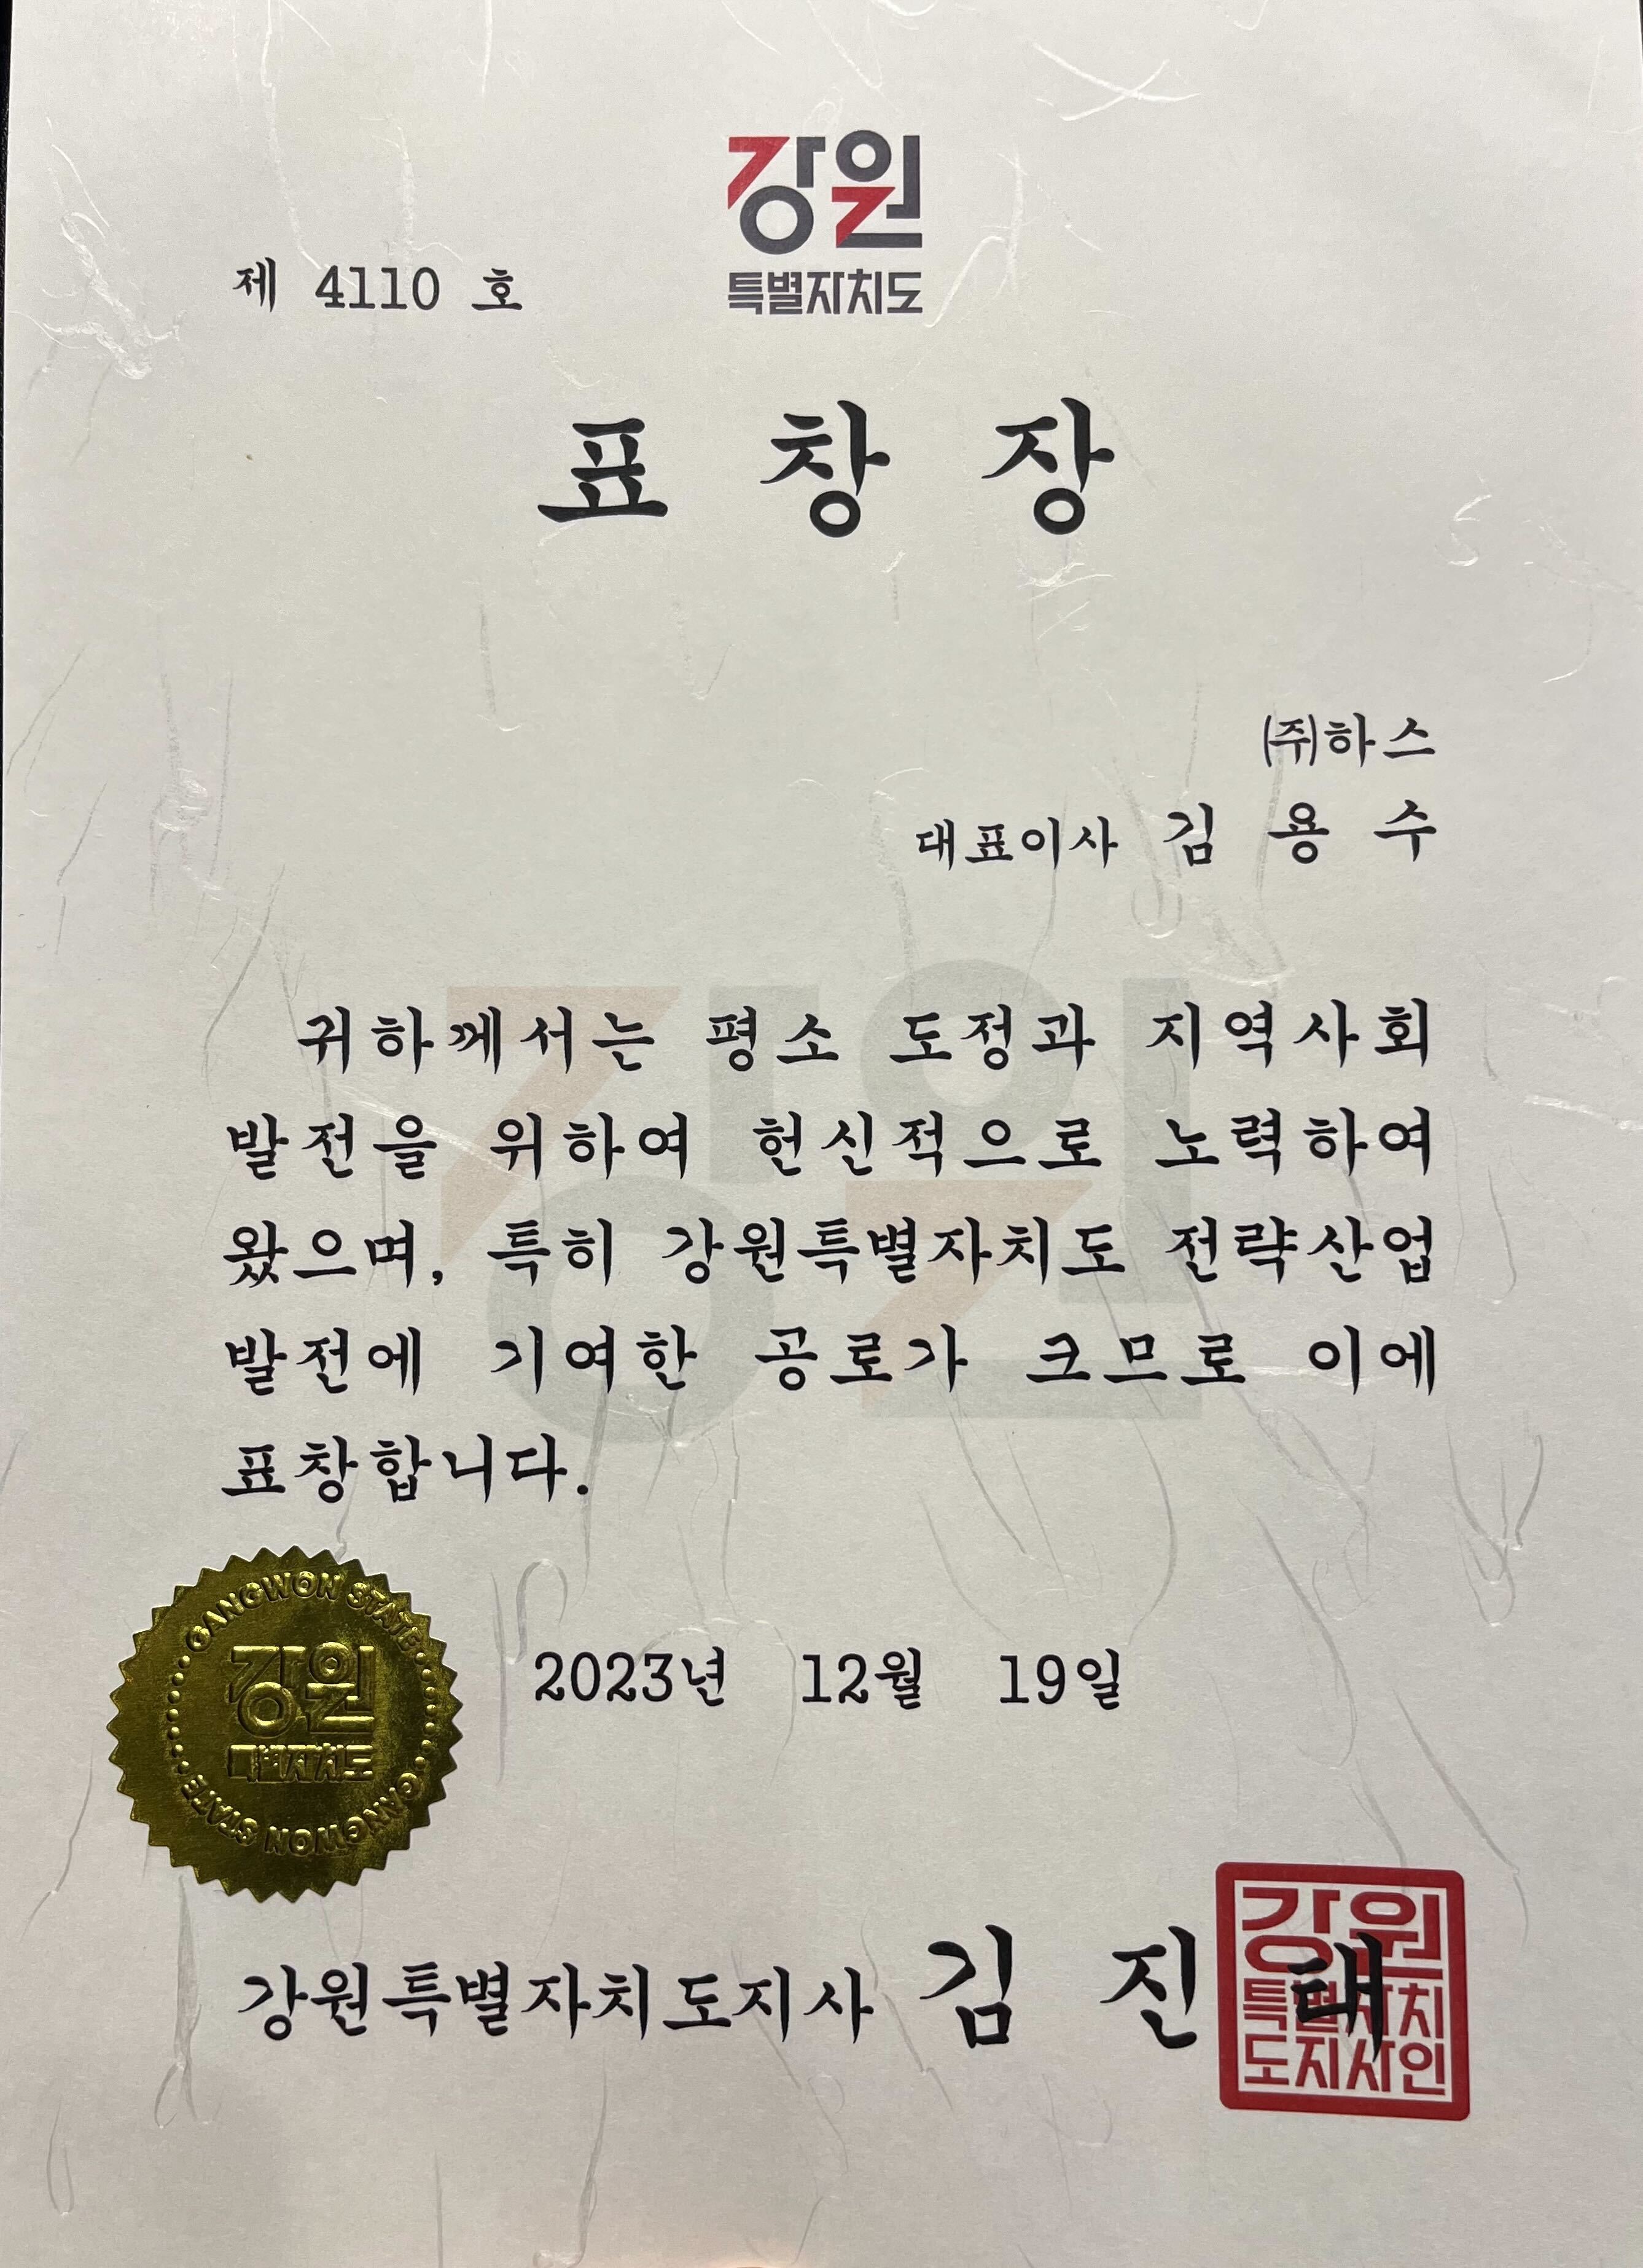 강원
특별자치도
제 4110 호
표 창 장
㈜하스
대표이사 김 용 수
귀하께서는 평소 도정과 지역사회
발전을 위하여 헌신적으로 노력하여
왔으며, 특히 강원특별자치도 전략산업
발전에 기여한 공로가 크므로 이에
표창합니다.
GANGWON STATE
강원
특별자치도
GANGWON STATE
2023년 12월 19일
강원특별자치도지사 김 진 태
강원
특별자치
도지사인